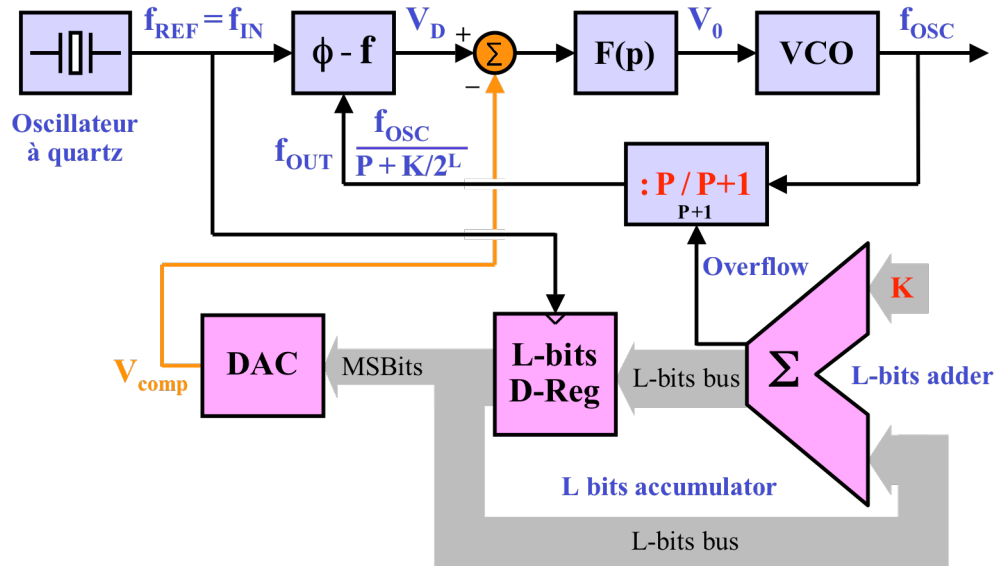 f_REF = f_IN
V_D
V_0
f_OSC
+
Σ
−
ϕ - f
F(p)
VCO
Oscillateur
à quartz
f_OUT
f_OSC
P + K/2^L
: P / P+1
P+1
Overflow
K
V_comp
DAC
MSBits
L-bits
D-Reg
L-bits bus
Σ
L-bits adder
L bits accumulator
L-bits bus